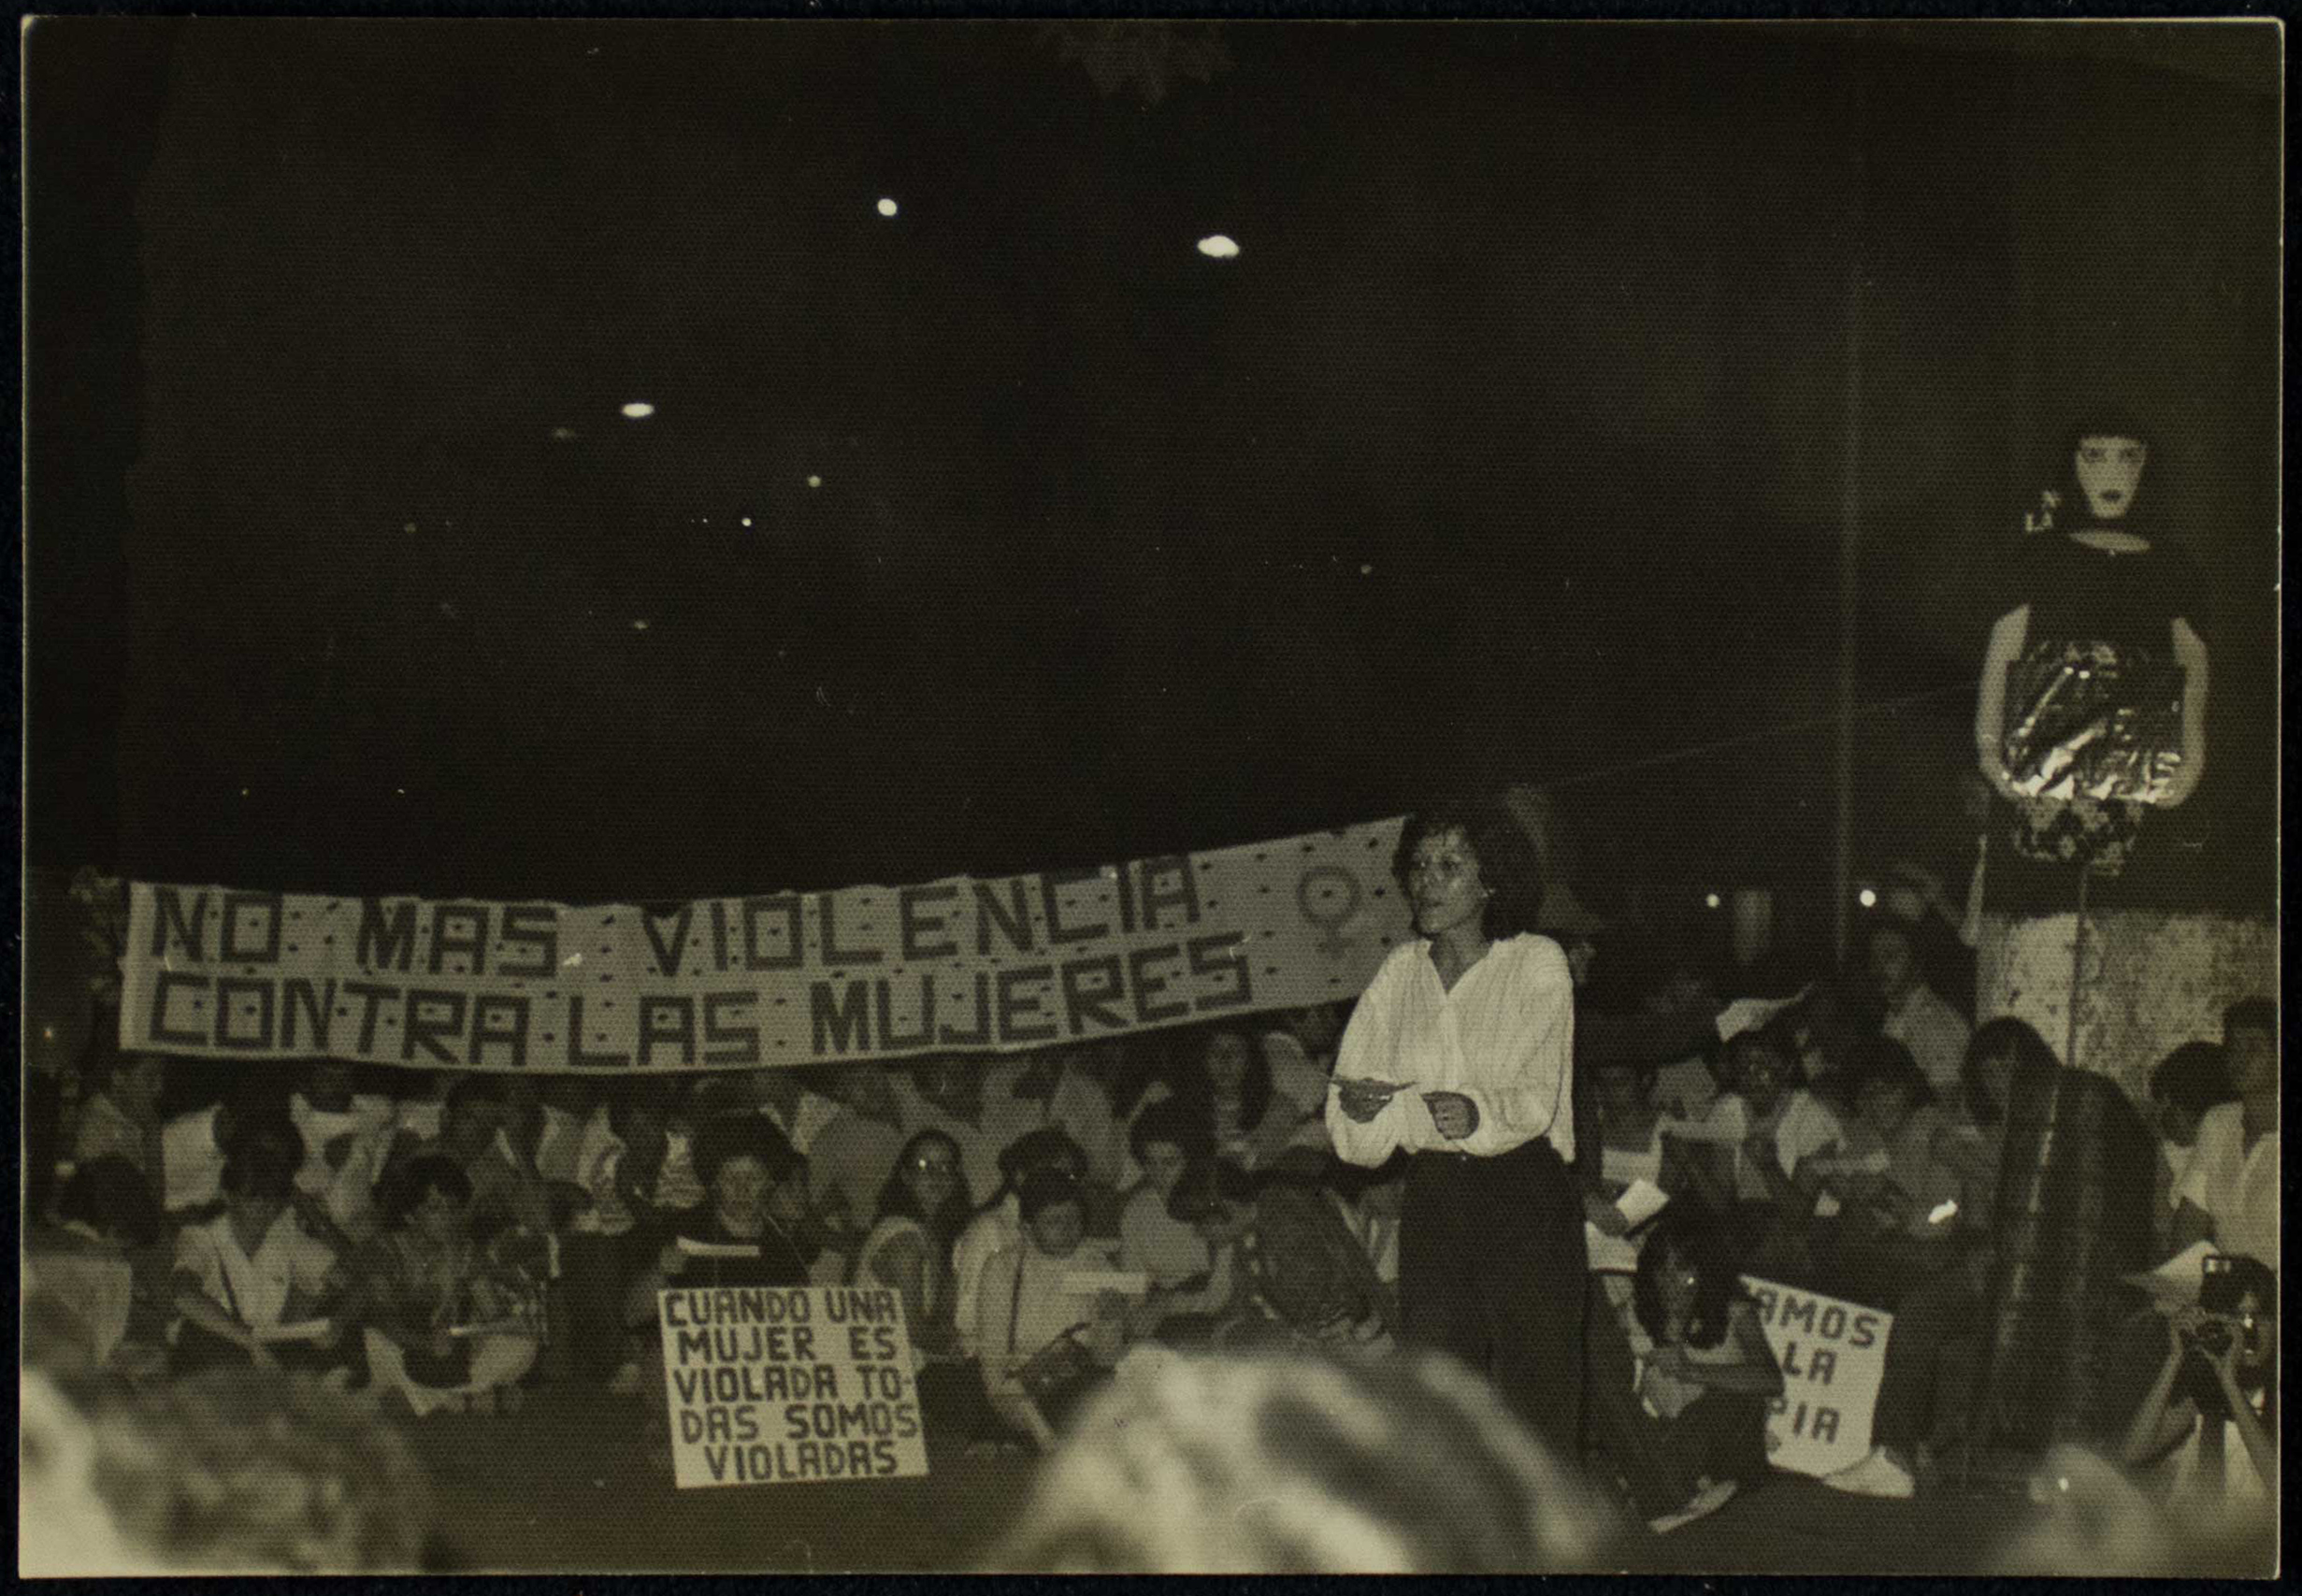 NO MAS VIOLENCIA
CONTRA LAS MUJERES
CUANDO UNA
MUJER ES
VIOLADA TO-
DAS SOMOS
VIOLADAS
AMOS
LA
PIA